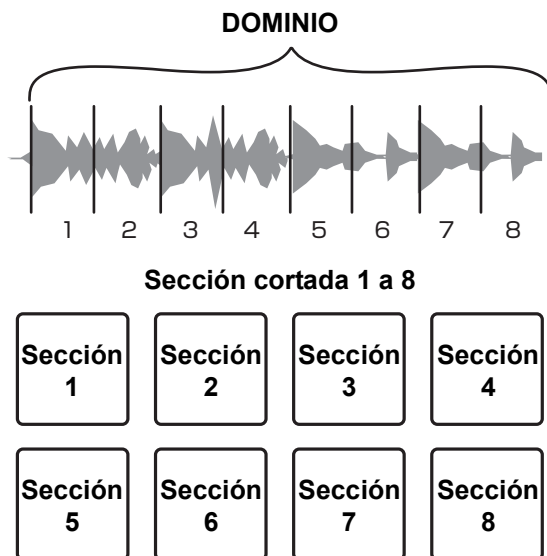 DOMINIO
1 2 3 4 5 6 7 8
Sección cortada 1 a 8
Sección Sección Sección Sección
1 2 3 4
Sección Sección Sección Sección
5 6 7 8